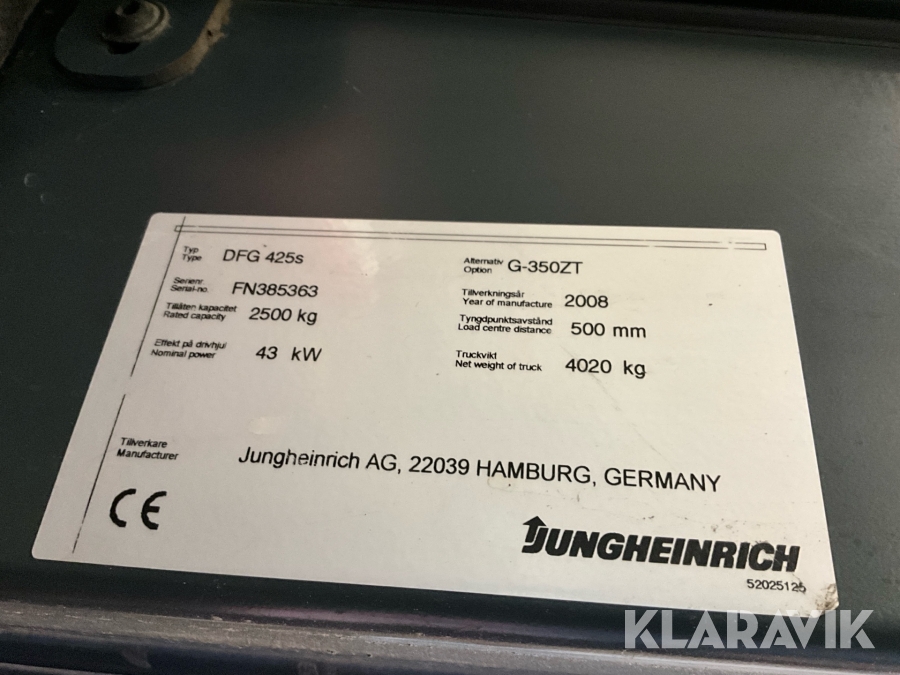 Typ
Type
DFG 425s
Alternativ
Option
G-350ZT
Serienr
Serial-no.
FN385363
Tillverkningsår
Year of manufacture
2008
Tillåten kapacitet
Rated capacity
2500 kg
Tyngdpunktsavstånd
Load centre distance
500 mm
Effekt på drivhjul
Nominal power
43 kW
Truckvikt
Net weight of truck
4020 kg
Tillverkare
Manufacturer
Jungheinrich AG, 22039 HAMBURG, GERMANY
CE
JUNGHEINRICH
52025125
KLARAVIK